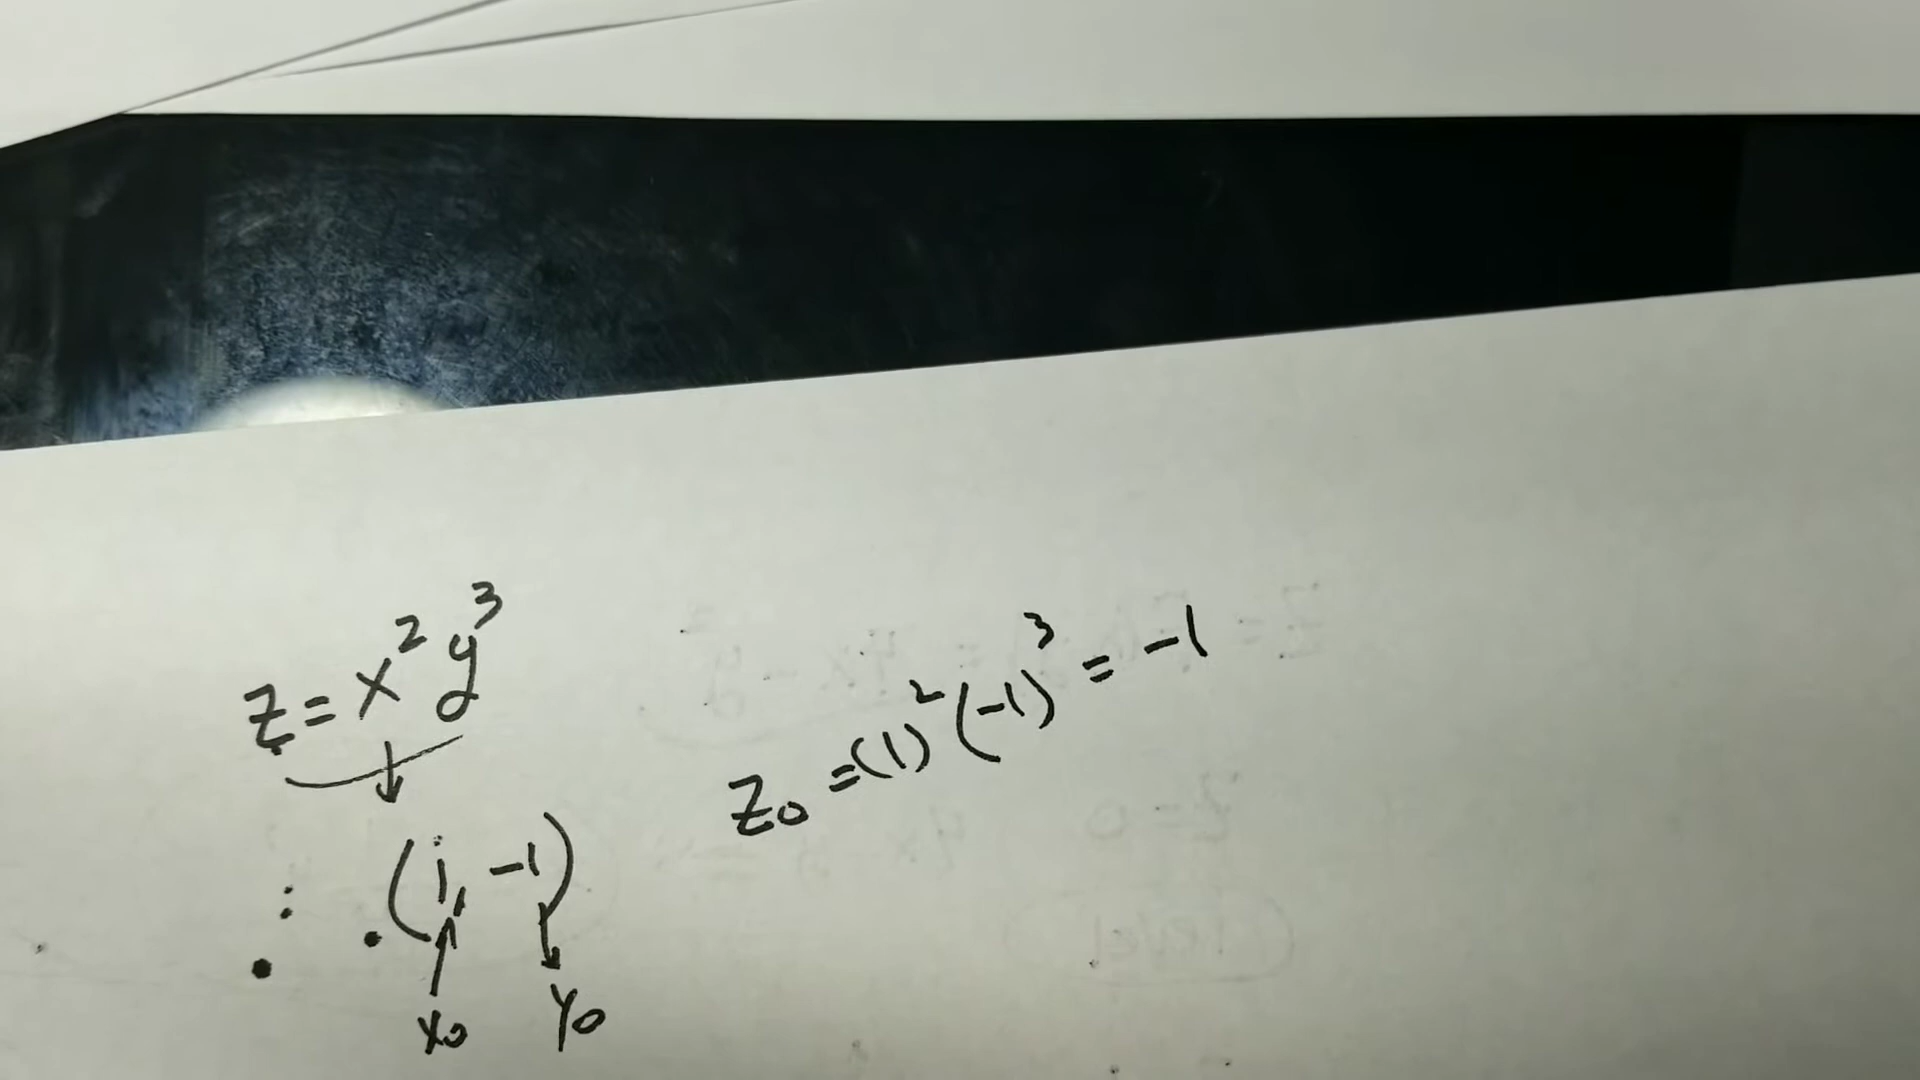 z = x² y³
(1, -1)
x₀ y₀
z₀ = (1)² (-1)³ = -1